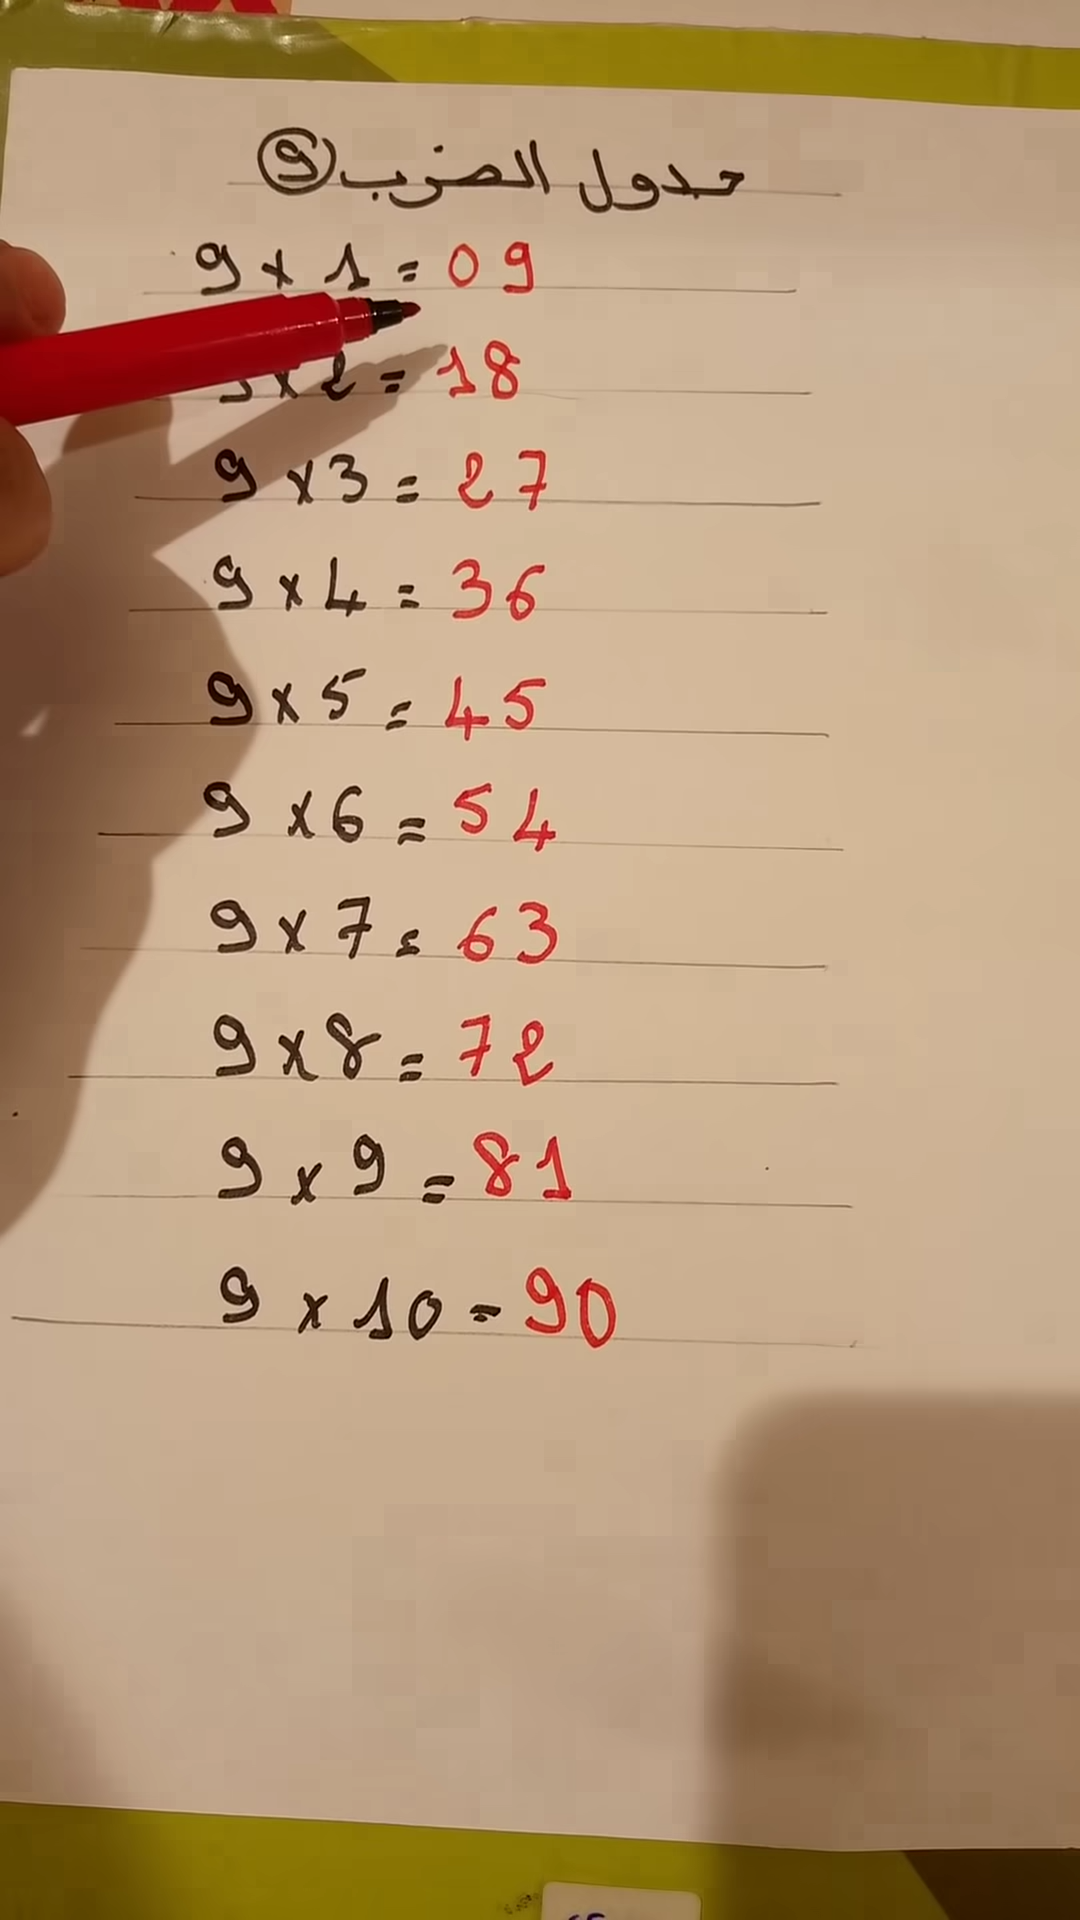 جدول الضرب 9
9 x 1 = 09
9 x 2 = 18
9 x 3 = 27
9 x 4 = 36
9 x 5 = 45
9 x 6 = 54
9 x 7 = 63
9 x 8 = 72
9 x 9 = 81
9 x 10 = 90